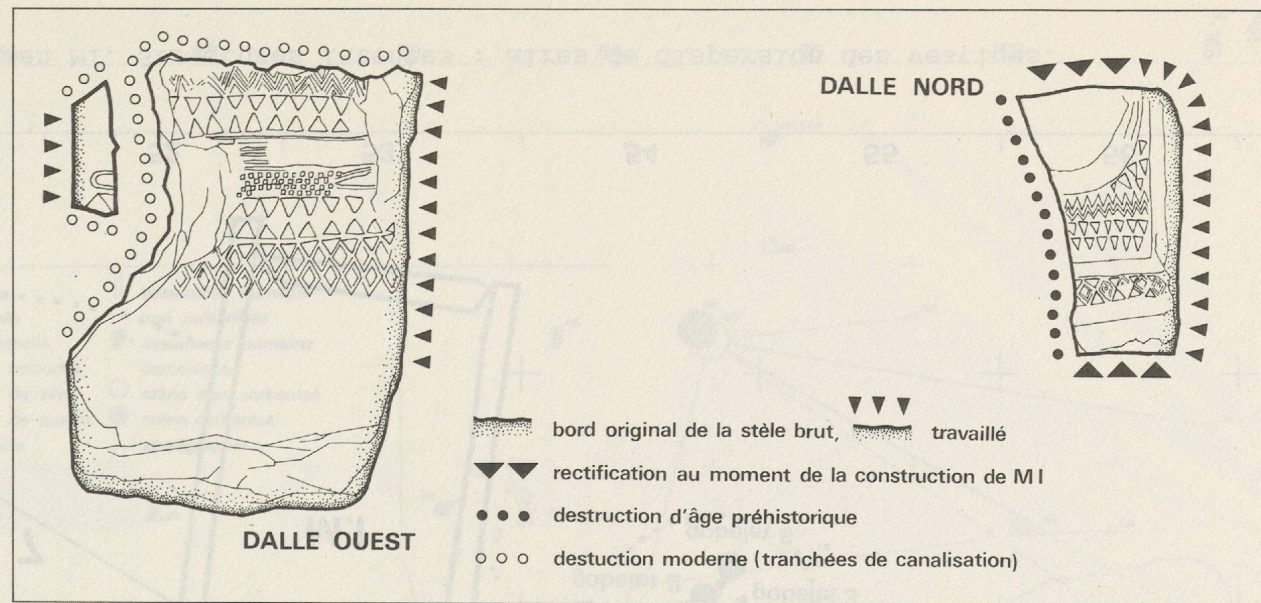 DALLE NORD
DALLE OUEST
bord original de la stèle brut, travaillé
rectification au moment de la construction de M I
destruction d'âge préhistorique
destuction moderne (tranchées de canalisation)